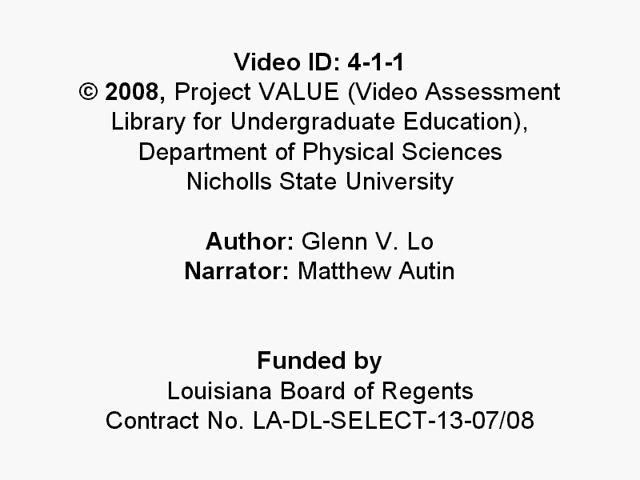 Video ID: 4-1-1
© 2008, Project VALUE (Video Assessment
Library for Undergraduate Education),
Department of Physical Sciences
Nicholls State University
Author: Glenn V. Lo
Narrator: Matthew Autin
Funded by
Louisiana Board of Regents
Contract No. LA-DL-SELECT-13-07/08